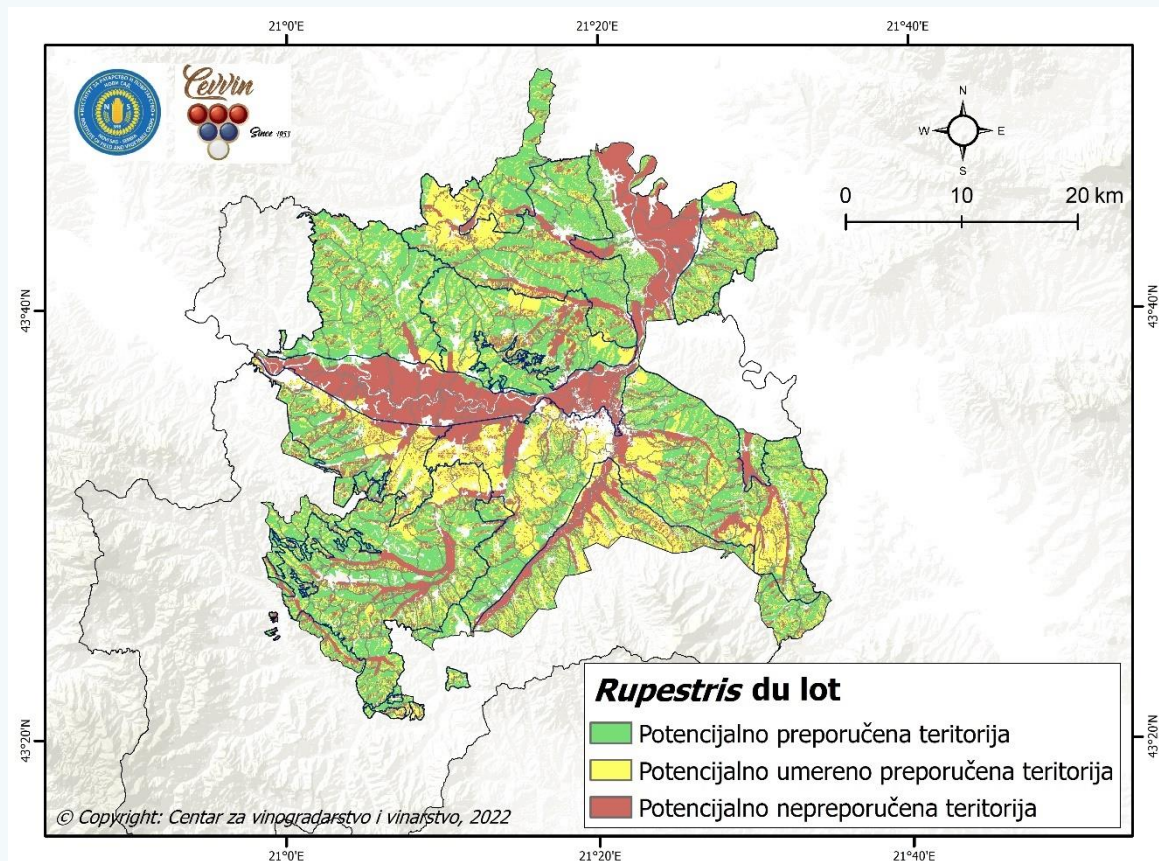 21°0'E
21°20'E
21°40'E
Cevvin
Since 1953
N
W E
S
0 10 20 km
43°40'N
43°40'N
43°20'N
43°20'N
Rupestris du lot
Potencijalno preporučena teritorija
Potencijalno umereno preporučena teritorija
Potencijalno nepreporučena teritorija
© Copyright: Centar za vinogradarstvo i vinarstvo, 2022
21°0'E
21°20'E
21°40'E